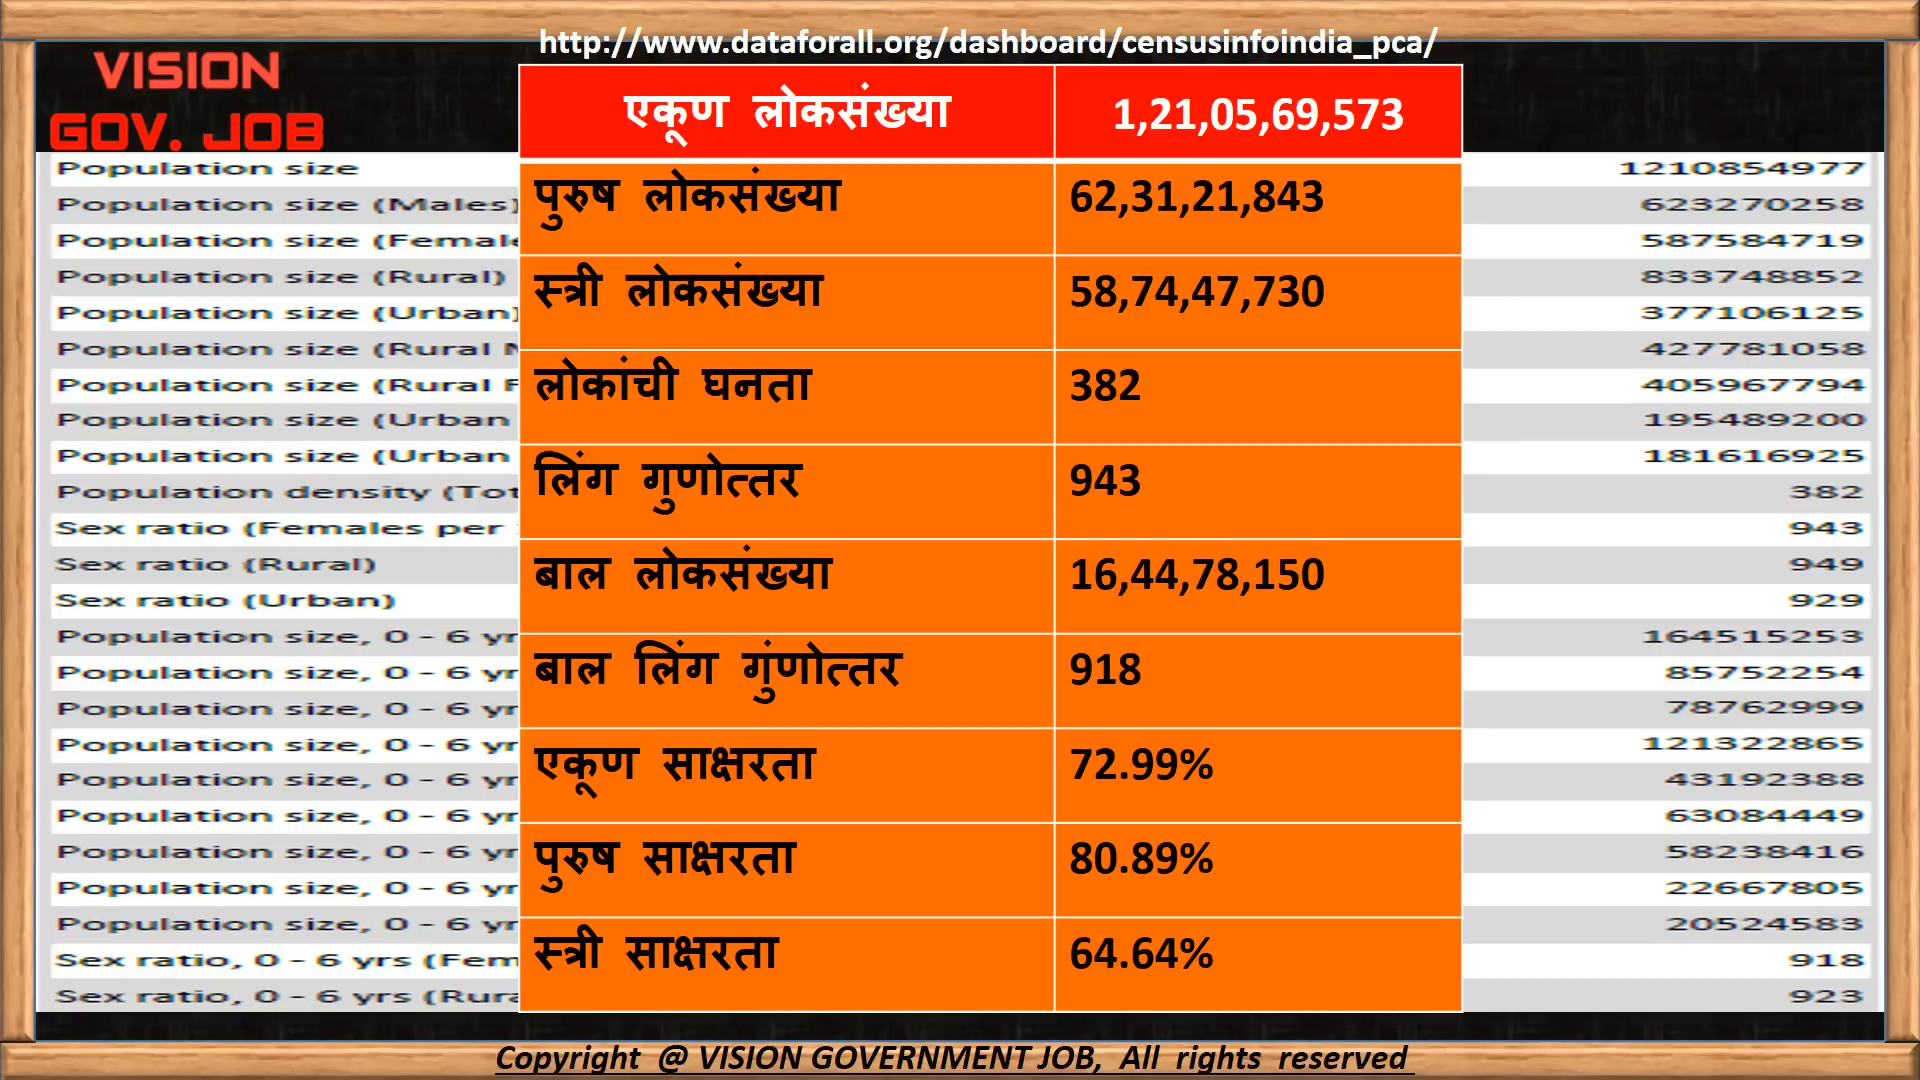 http://www.dataforall.org/dashboard/censusinfoindia_pca/
VISION
GOV. JOB
एकूण लोकसंख्या 1,21,05,69,573
पुरुष लोकसंख्या 62,31,21,843
स्त्री लोकसंख्या 58,74,47,730
लोकांची घनता 382
लिंग गुणोत्तर 943
बाल लोकसंख्या 16,44,78,150
बाल लिंग गुंणोत्तर 918
एकूण साक्षरता 72.99%
पुरुष साक्षरता 80.89%
स्त्री साक्षरता 64.64%
Population size 1210854977
Population size (Males) 623270258
Population size (Female 587584719
Population size (Rural) 833748852
Population size (Urban) 377106125
Population size (Rural 427781058
Population size (Rural 405967794
Population size (Urban 195489200
Population size (Urban 181616925
Population density (Tot 382
Sex ratio (Females per 943
Sex ratio (Rural) 949
Sex ratio (Urban) 929
Population size, 0 - 6 yr 164515253
Population size, 0 - 6 yr 85752254
Population size, 0 - 6 yr 78762999
Population size, 0 - 6 yr 121322865
Population size, 0 - 6 yr 43192388
Population size, 0 - 6 yr 63084449
Population size, 0 - 6 yr 58238416
Population size, 0 - 6 yr 22667805
Population size, 0 - 6 yr 20524583
Sex ratio, 0 - 6 yrs (Fem 918
Sex ratio, 0 - 6 yrs (Rura 923
Copyright @ VISION GOVERNMENT JOB, All rights reserved